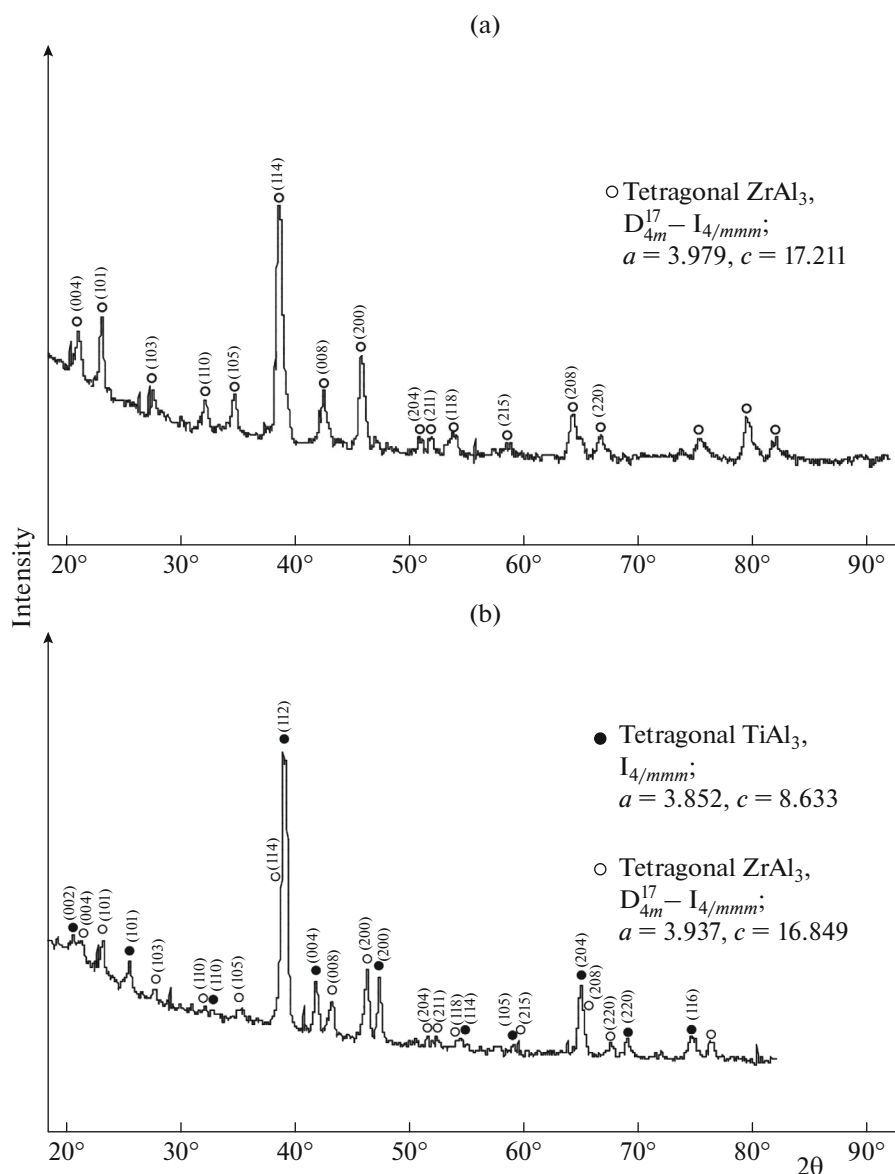 (a)
Intensity
(004)
(101)
(103)
(110)
(105)
(114)
(008)
(200)
(204)
(211)
(118)
(215)
(208)
(220)
Tetragonal ZrAl₃,
D¹⁷₄ₘ – I₄/mmm;
a = 3.979, c = 17.211
20° 30° 40° 50° 60° 70° 80° 90°
(b)
(002)
(004)
(101)
(101)
(103)
(110)
(110)
(105)
(114)
(112)
(004)
(008)
(200)
(200)
(204)
(211)
(118)
(114)
(105)
(215)
(204)
(208)
(220)
(220)
(116)
Tetragonal TiAl₃,
I₄/mmm;
a = 3.852, c = 8.633
Tetragonal ZrAl₃,
D¹⁷₄ₘ – I₄/mmm;
a = 3.937, c = 16.849
20° 30° 40° 50° 60° 70° 80° 90°
2θ